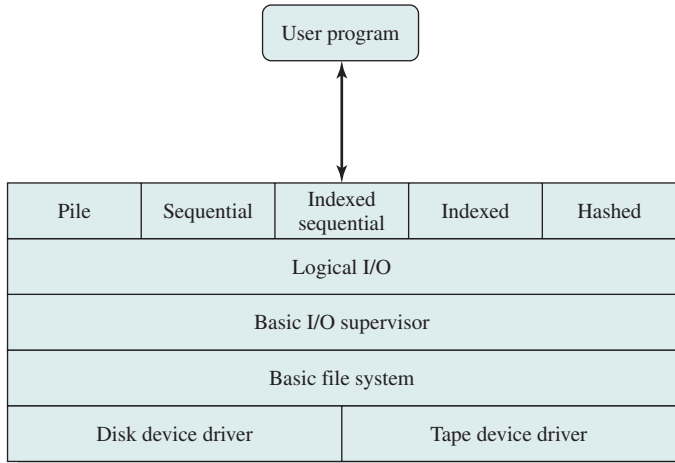 User program
Pile
Sequential
Indexed
sequential
Indexed
Hashed
Logical I/O
Basic I/O supervisor
Basic file system
Disk device driver
Tape device driver